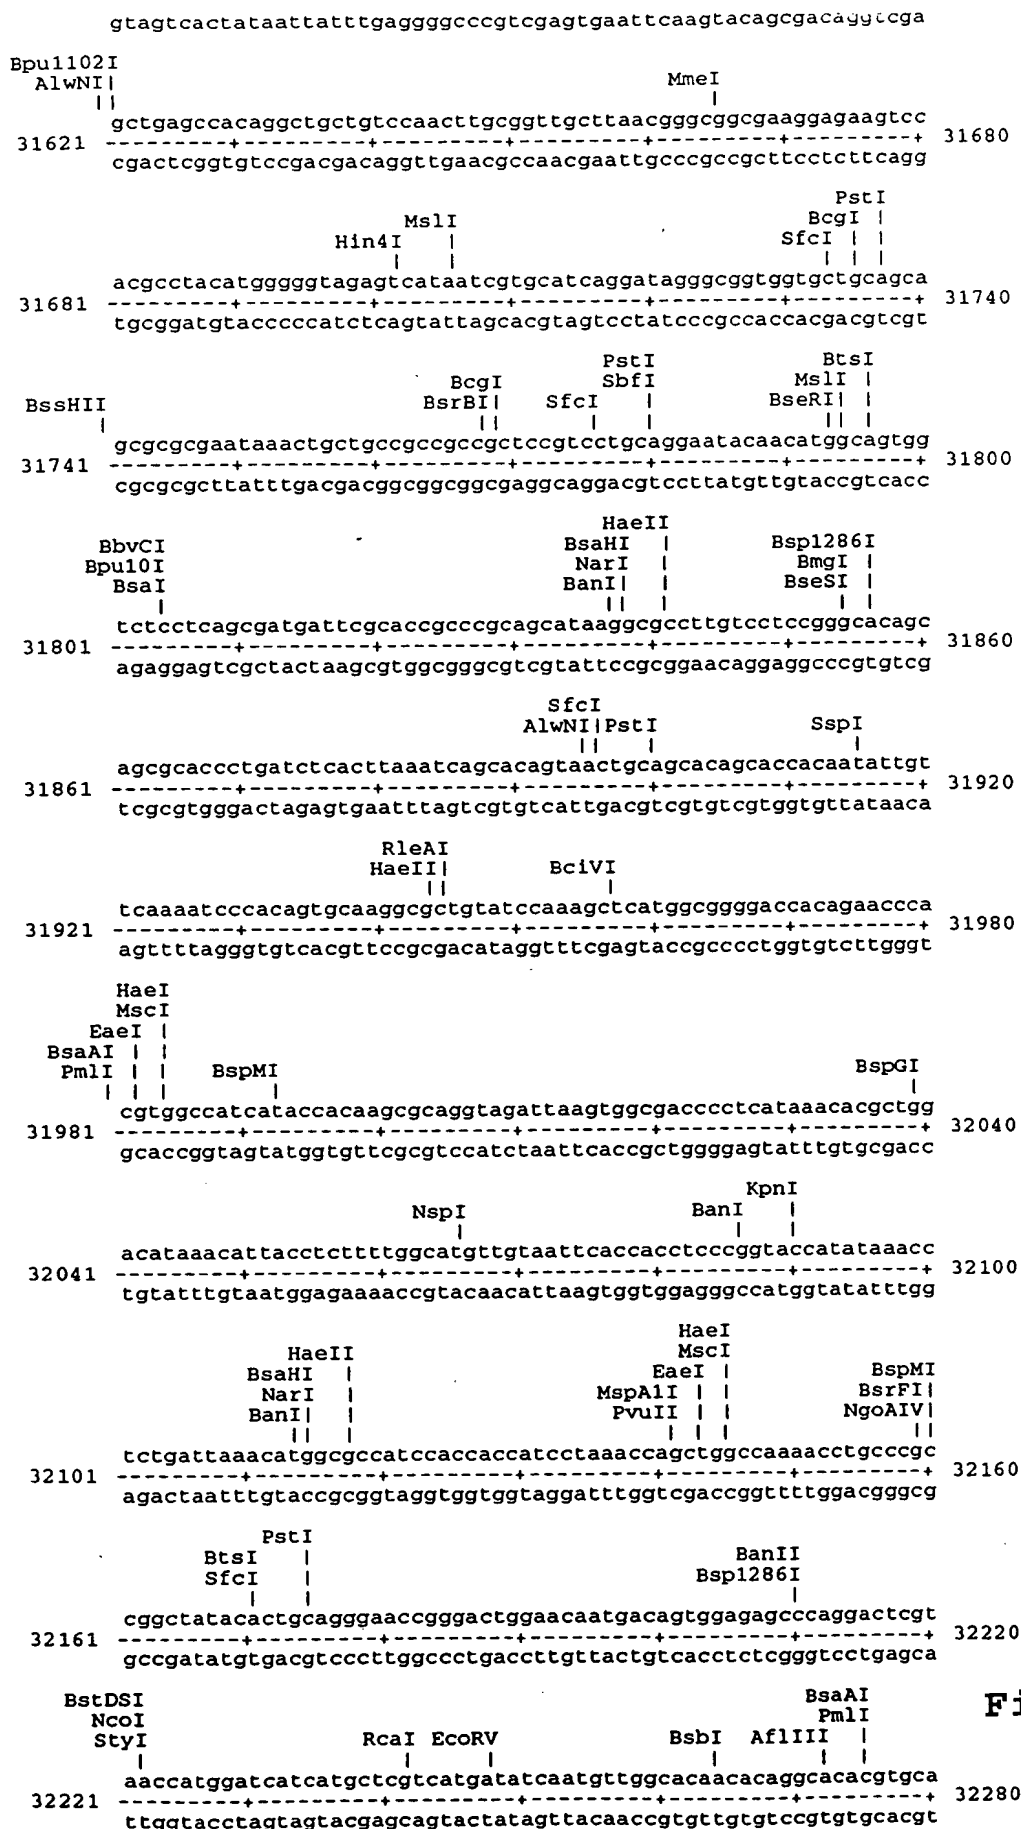 gtagtcactataattatttgaggggcccgtcgagtgaattcaagtacagcgacaggtcga
Bpu1102I
AlwNI MmeI
gctgagccacaggctgctgtccaacttgcggttgcttaacgggcggcgaaggagaagtcc
31621 ---------+---------+---------+---------+---------+---------+ 31680
cgactcggtgtccgacgacaggttgaacgccaacgaattgcccgccgcttcctcttcagg
PstI
MslI BcgI
Hin4I SfcI
acgcctacatgggggtagagtcataatcgtgcatcaggatagggcggtggtgctgcagca
31681 ---------+---------+---------+---------+---------+---------+ 31740
tgcggatgtacccccatctcagtattagcacgtagtcctatcccgccaccacgacgtcgt
PstI BtsI
BcgI SbfI MslI
BssHII BsrBI SfcI BseRI
gcgcgcgaataaactgctgccgccgccgctccgtcctgcaggaatacaacatggcagtgg
31741 ---------+---------+---------+---------+---------+---------+ 31800
cgcgcgcttatttgacgacggcggcggcgaggcaggacgtccttatgttgtaccgtcacc
HaeII
BbvCI BsaHI Bsp1286I
Bpu10I NarI BmgI
BsaI BanI BseSI
tctcctcagcgatgattcgcaccgcccgcagcataaggcgccttgtcctccgggcacagc
31801 ---------+---------+---------+---------+---------+---------+ 31860
agaggagtcgctactaagcgtggcgggcgtcgtattccgcggaacaggaggcccgtgtcg
SfcI
AlwNI PstI SspI
agcgcaccctgatctcacttaaatcagcacagtaactgcagcacagcaccacaatattgt
31861 ---------+---------+---------+---------+---------+---------+ 31920
tcgcgtgggactagagtgaatttagtcgtgtcattgacgtcgtgtcgtggtgttataaca
RleAI
HaeII BciVI
tcaaaatcccacagtgcaaggcgctgtatccaaagctcatggcggggaccacagaaccca
31921 ---------+---------+---------+---------+---------+---------+ 31980
agttttagggtgtcacgttccgcgacataggtttcgagtaccgcccctggtgtcttgggt
HaeI
MscI
EaeI
BsaAI
PmlI BspMI BspGI
cgtggccatcataccacaagcgcaggtagattaagtggcgacccctcataaacacgctgg
31981 ---------+---------+---------+---------+---------+---------+ 32040
gcaccggtagtatggtgttcgcgtccatctaattcaccgctggggagtatttgtgcgacc
KpnI
NspI BanI
acataaacattacctcttttggcatgttgtaattcaccacctcccggtaccatataaacc
32041 ---------+---------+---------+---------+---------+---------+ 32100
tgtatttgtaatggagaaaaccgtacaacattaagtggtggagggccatggtatatttgg
HaeI
HaeII MscI
BsaHI EaeI BspMI
NarI MspA1I BsrFI
BanI PvuII NgoAIV
tctgattaaacatggcgccatccaccaccatcctaaaccagctggccaaaacctgcccgc
32101 ---------+---------+---------+---------+---------+---------+ 32160
agactaatttgtaccgcggtaggtggtggtaggatttggtcgaccggttttggacgggcg
PstI
BtsI BanII
SfcI Bsp1286I
cggctatacactgcagggaaccgggactggaacaatgacagtggagagcccaggactcgt
32161 ---------+---------+---------+---------+---------+---------+ 32220
gccgatatgtgacgtcccttggccctgaccttgttactgtcacctctcgggtcctgagca
BstDSI BsaAI Fi
NcoI PmlI
StyI RcaI EcoRV BsbI AflIII
aaccatggatcatcatgctcgtcatgatatcaatgttggcacaacacaggcacacgtgca
32221 ---------+---------+---------+---------+---------+---------+ 32280
ttggtacctagtagtacgagcagtactatagttacaaccgtgttgtgtccgtgtgcacgt